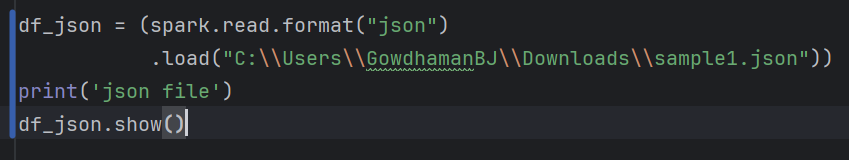 df_json = (spark.read.format("json")
.load("C:\\Users\\GowdhamanBJ\\Downloads\\sample1.json"))
print('json file')
df_json.show()